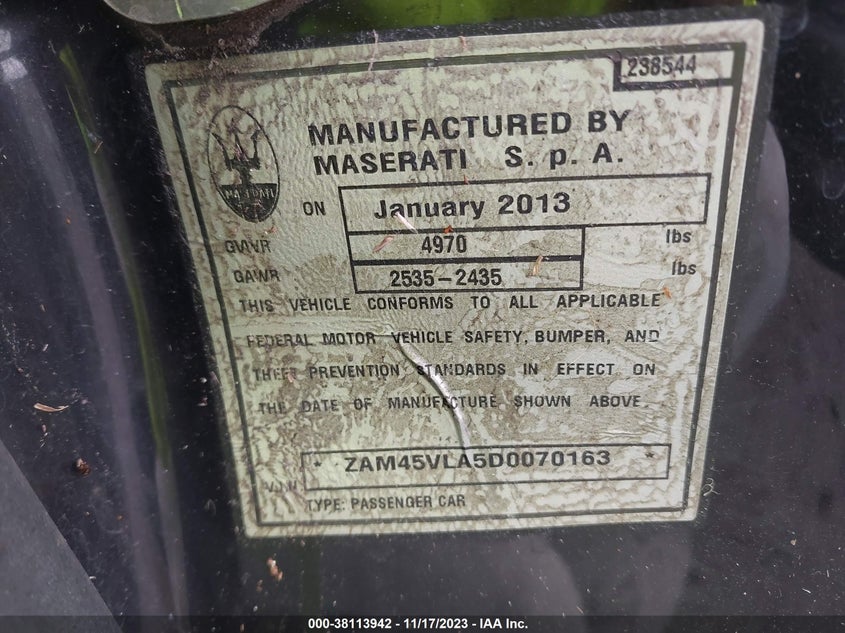 238544
MANUFACTURED BY
MASERATI S. p. A.
MASERATI
ON January 2013
GVWR 4970 lbs
GAWR 2535-2435 lbs
THIS VEHICLE CONFORMS TO ALL APPLICABLE
FEDERAL MOTOR VEHICLE SAFETY, BUMPER, AND
THEFT PREVENTION STANDARDS IN EFFECT ON
THE DATE OF MANUFACTURE SHOWN ABOVE
V.I.N. * ZAM45VLA5D0070163 *
TYPE: PASSENGER CAR
000-38113942 - 11/17/2023 - IAA Inc.